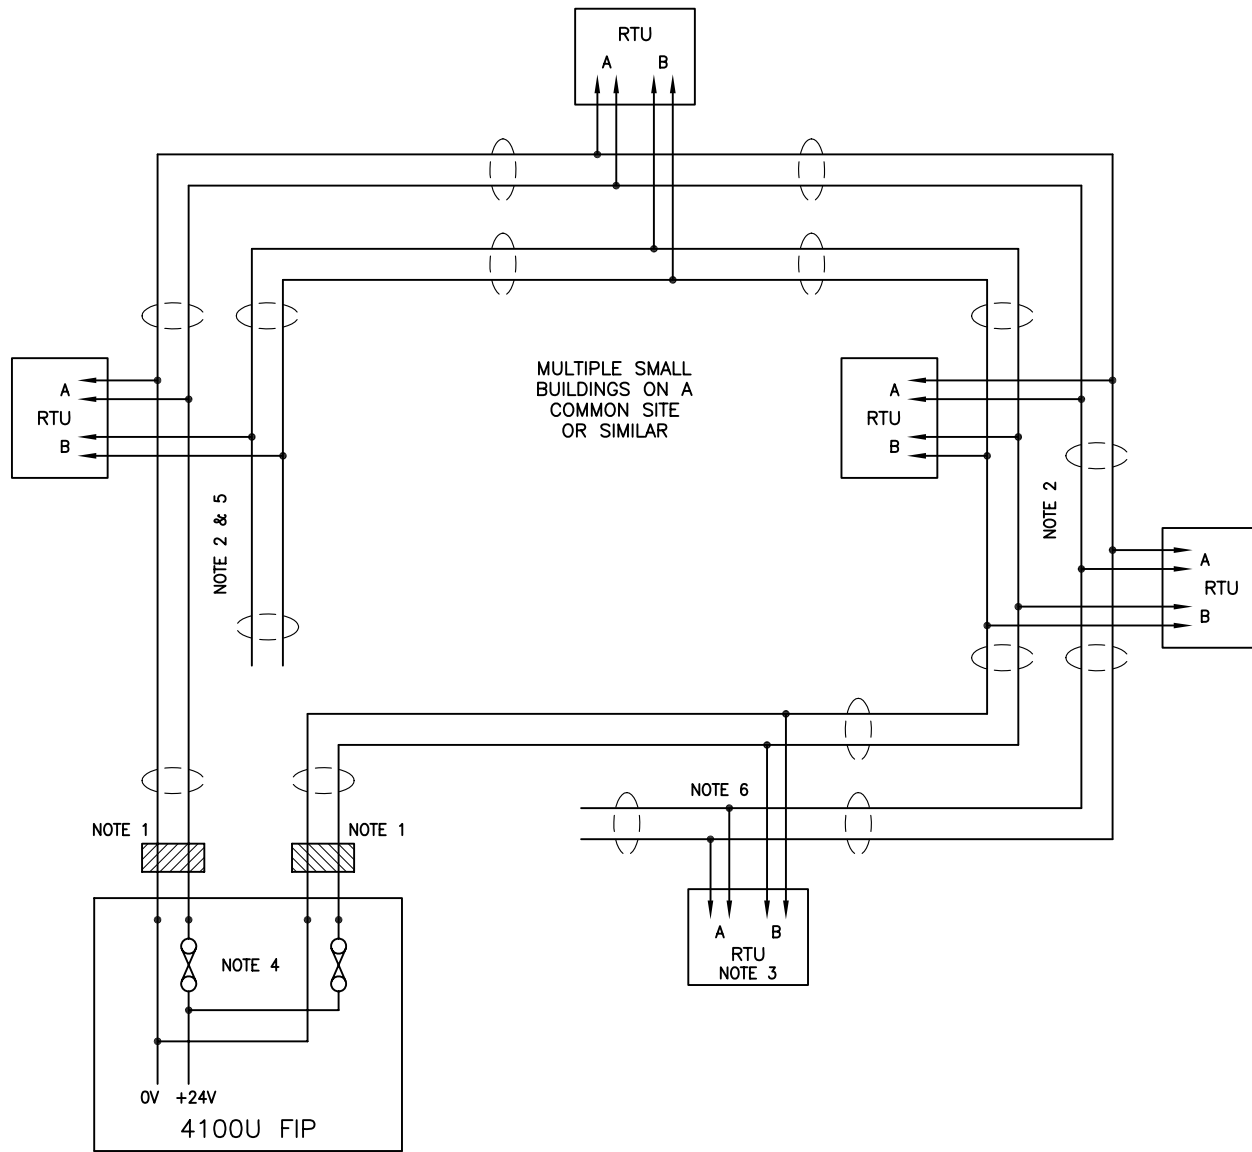 RTU
A B
MULTIPLE SMALL
BUILDINGS ON A
COMMON SITE
OR SIMILAR
A
RTU
B
A
RTU
B
NOTE 2 & 5
NOTE 2
A
RTU
B
NOTE 6
NOTE 1
NOTE 1
A B
RTU
NOTE 3
NOTE 4
0V +24V
4100U FIP